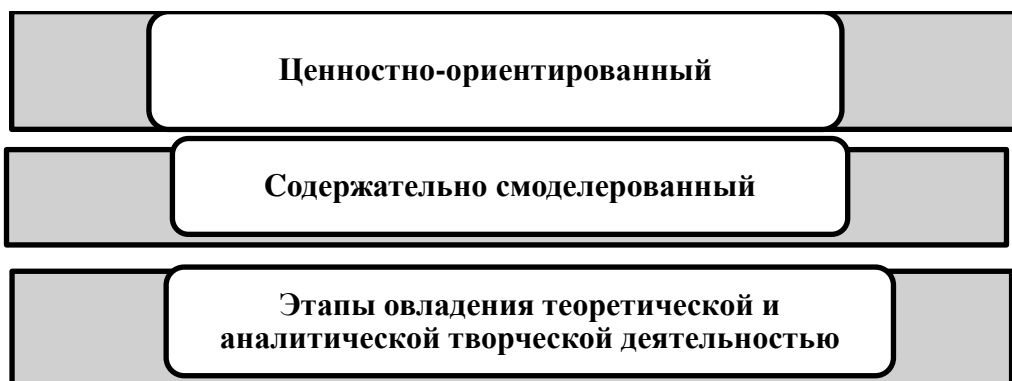 Ценностно-ориентированный
Содержательно смоделерованный
Этапы овладения теоретической и
аналитической творческой деятельностью